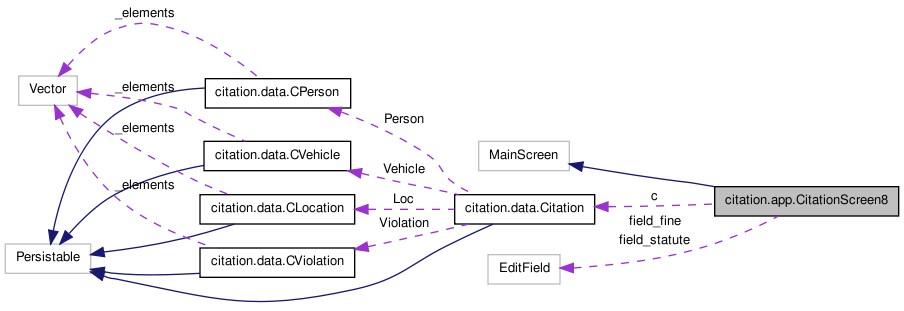 _elements
Vector
_elements
citation.data.CPerson
Person
_elements
citation.data.CVehicle
MainScreen
Vehicle
_elements
citation.data.CLocation
Loc
citation.data.Citation
c
citation.app.CitationScreen8
Violation
field_fine
field_statute
Persistable
citation.data.CViolation
EditField